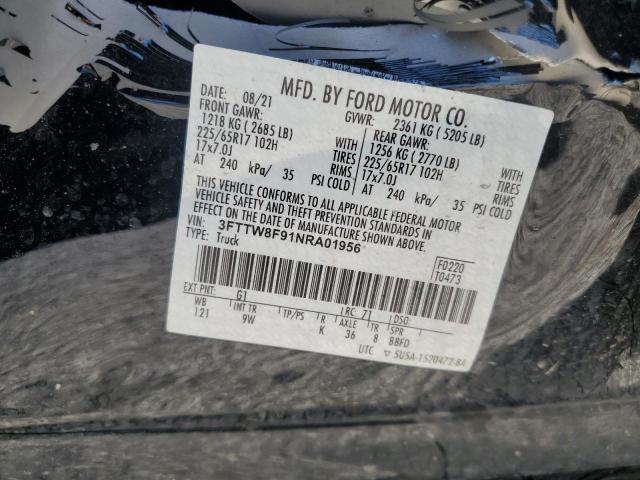 MFD. BY FORD MOTOR CO.
DATE: 08/21 GVWR: 2361 KG (5205 LB)
FRONT GAWR: REAR GAWR:
1218 KG (2685 LB) WITH 1256 KG (2770 LB) WITH
225/65R17 102H TIRES 225/65R17 102H TIRES
17x7.0J RIMS 17x7.0J RIMS
AT 240 kPa/ 35 PSI COLD AT 240 kPa/ 35 PSI COLD
THIS VEHICLE CONFORMS TO ALL APPLICABLE FEDERAL MOTOR
VEHICLE SAFETY AND THEFT PREVENTION STANDARDS IN
EFFECT ON THE DATE OF MANUFACTURE SHOWN ABOVE.
VIN: 3FTTW8F91NRA01956
TYPE: Truck
F0220
T0473
EXT PNT: G1 RC: 71 DSO:
WB INT TR TP/PS R AXLE TR SPR
121 9W K 36 8 BBFD
UTC ▽ 5U5A-1520472-BA